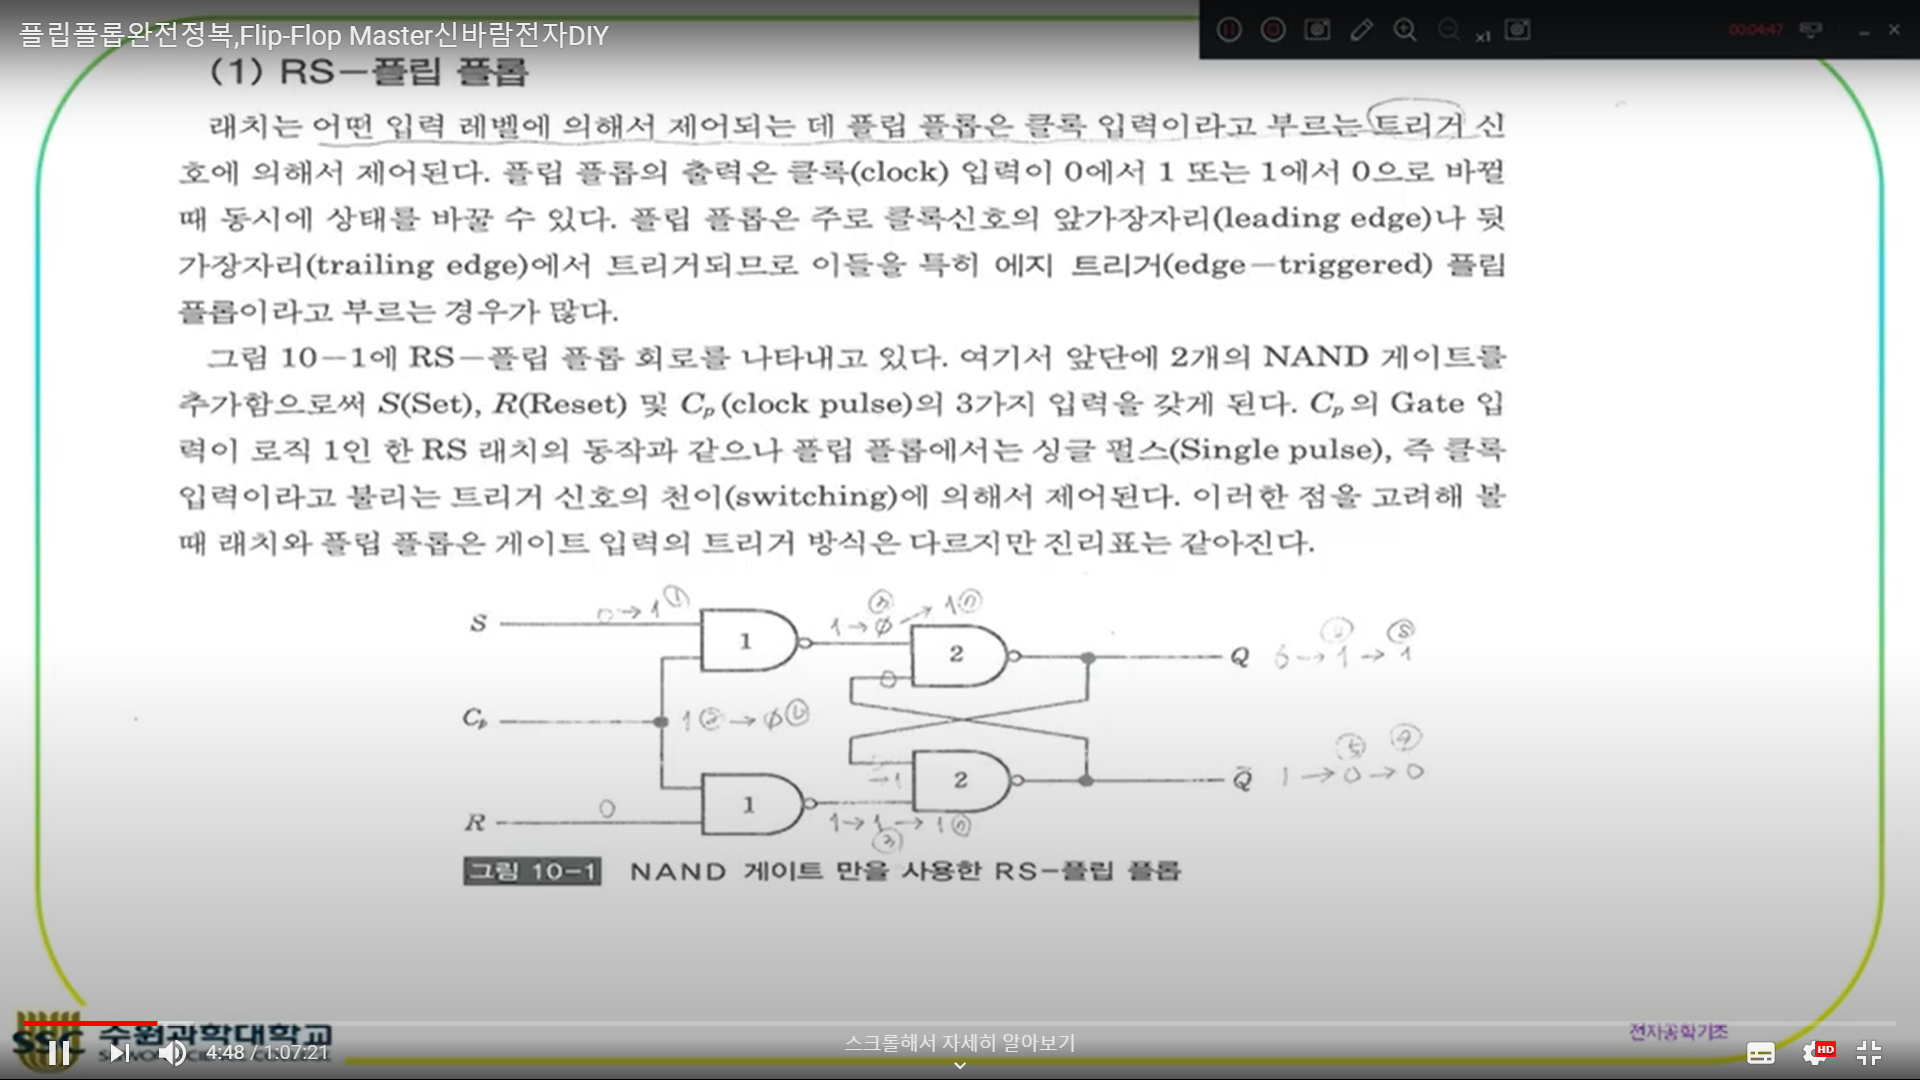 플립플롭완전정복,Flip-Flop Master신바람전자DIY
00:04:47
x1
(1) RS－플립 플롭
래치는 어떤 입력 레벨에 의해서 제어되는 데 플립 플롭은 클록 입력이라고 부르는 트리거 신
호에 의해서 제어된다. 플립 플롭의 출력은 클록(clock) 입력이 0에서 1 또는 1에서 0으로 바뀔
때 동시에 상태를 바꿀 수 있다. 플립 플롭은 주로 클록신호의 앞가장자리(leading edge)나 뒷
가장자리(trailing edge)에서 트리거되므로 이들을 특히 에지 트리거(edge－triggered) 플립
플롭이라고 부르는 경우가 많다.
그림 10－1에 RS－플립 플롭 회로를 나타내고 있다. 여기서 앞단에 2개의 NAND 게이트를
추가함으로써 S(Set), R(Reset) 및 Cp(clock pulse)의 3가지 입력을 갖게 된다. Cp의 Gate 입
력이 로직 1인 한 RS 래치의 동작과 같으나 플립 플롭에서는 싱글 펄스(Single pulse), 즉 클록
입력이라고 불리는 트리거 신호의 천이(switching)에 의해서 제어된다. 이러한 점을 고려해 볼
때 래치와 플립 플롭은 게이트 입력의 트리거 방식은 다르지만 진리표는 같아진다.
S 0→1① 1 1→0 1 2 Q 1→1
0
Cp 1②→0
R 0 1 1→1→1 2 Q̄ 1→0→0
그림 10－1 NAND 게이트 만을 사용한 RS－플립 플롭
SSC 수원과학대학교
전자공학기초
4:48 / 1:07:21
스크롤해서 자세히 알아보기
HD